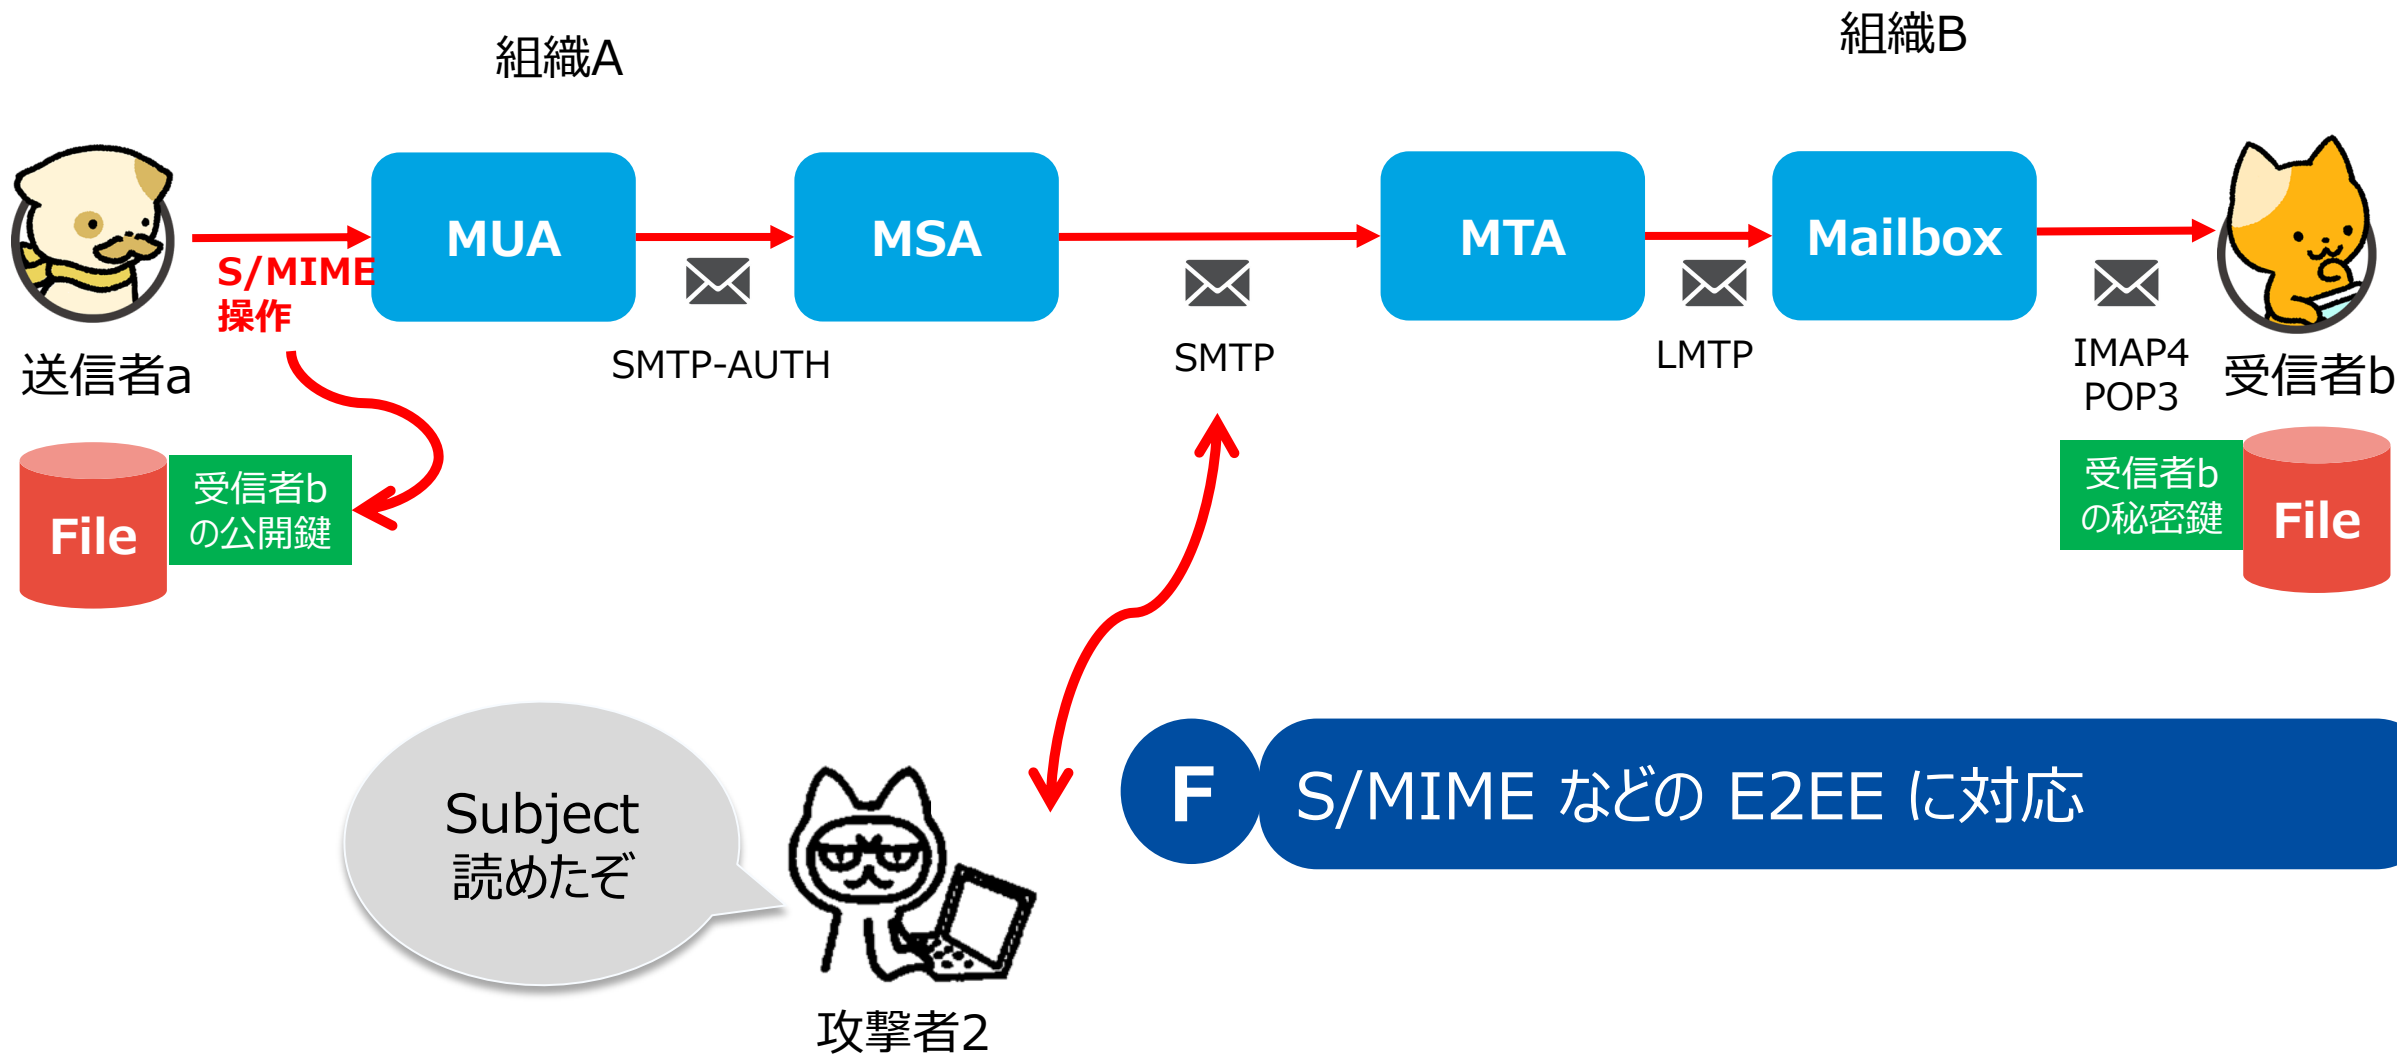 組織A
組織B
MUA
MSA
MTA
Mailbox
S/MIME
操作
送信者a
SMTP-AUTH
SMTP
LMTP
IMAP4
POP3
受信者b
File
受信者b
の公開鍵
受信者b
の秘密鍵
File
Subject
読めたぞ
F
S/MIME などの E2EE に対応
攻撃者2